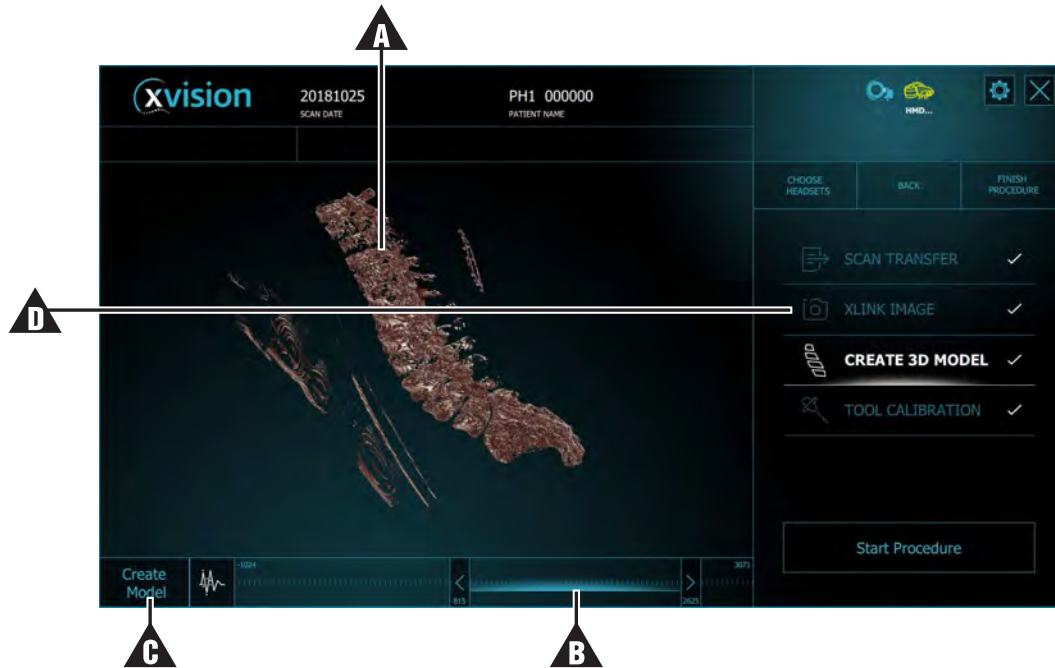 A
xvision
20181025
SCAN DATE
PH1 000000
PATIENT NAME
HMD...
CHOOSE
HEADSETS
BACK
FINISH
PROCEDURE
SCAN TRANSFER
D
XLINK IMAGE
CREATE 3D MODEL
TOOL CALIBRATION
Start Procedure
Create
Model
-1024
815
2625
3071
C
B